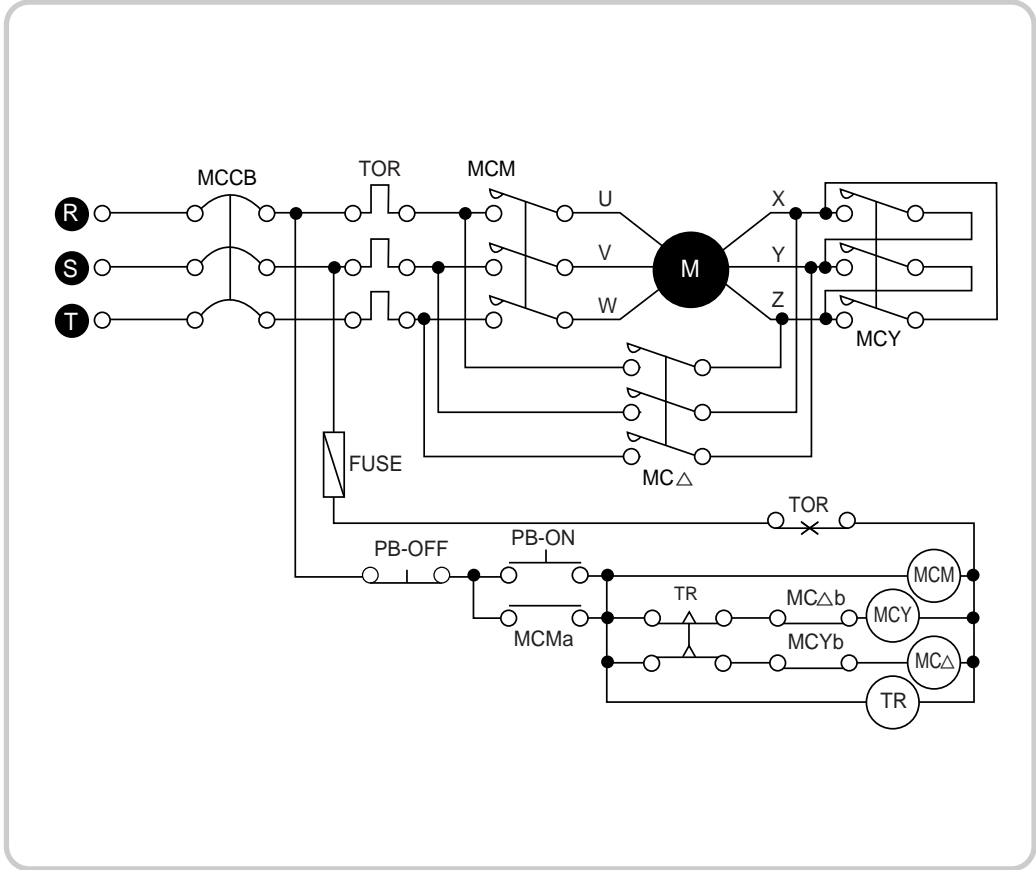 MCCB
TOR
MCM
R
S
T
U
V
W
M
X
Y
Z
MCY
MC△
FUSE
TOR
PB-OFF
PB-ON
MCM
TR
MC△b
MCY
MCMa
MCYb
MC△
TR